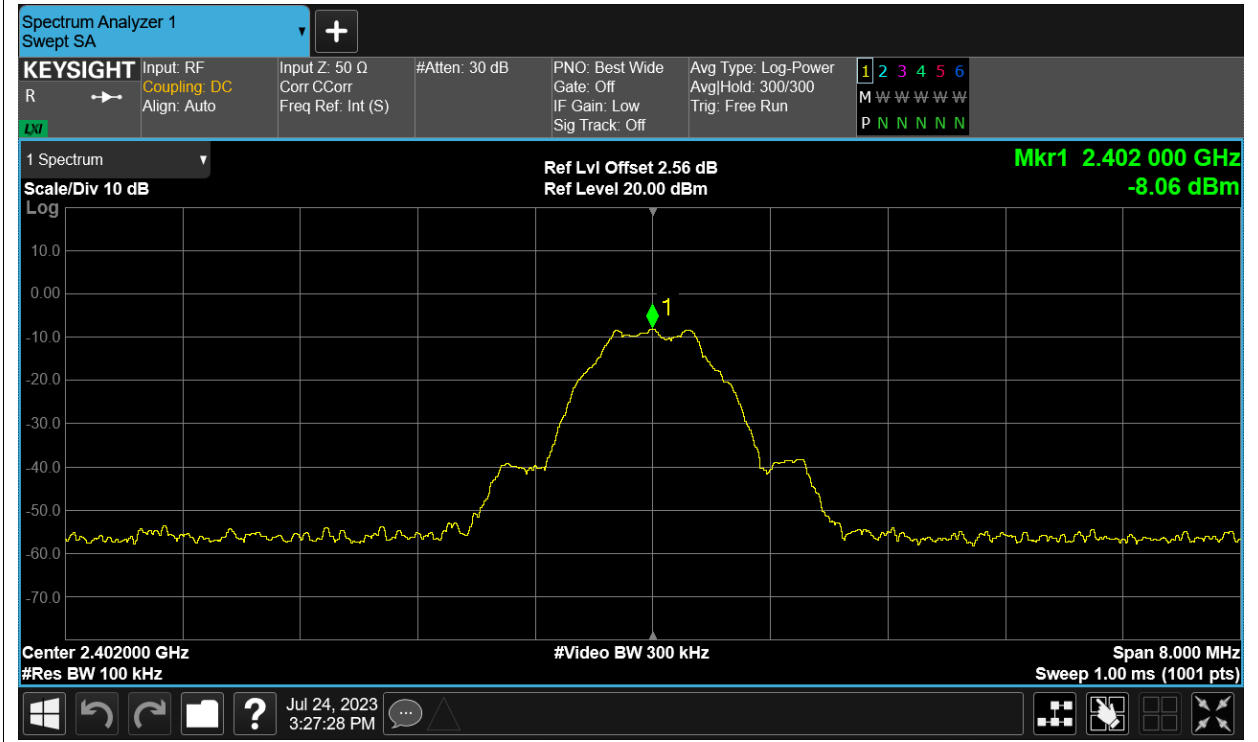 Spectrum Analyzer 1
Swept SA
+
KEYSIGHT
R
LXI
Input: RF
Coupling: DC
Align: Auto
Input Z: 50 Ω
Corr CCorr
Freq Ref: Int (S)
#Atten: 30 dB
PNO: Best Wide
Gate: Off
IF Gain: Low
Sig Track: Off
Avg Type: Log-Power
Avg|Hold: 300/300
Trig: Free Run
1 2 3 4 5 6
M W W W W W
P N N N N N
1 Spectrum
Scale/Div 10 dB
Log
Ref Lvl Offset 2.56 dB
Ref Level 20.00 dBm
Mkr1 2.402 000 GHz
-8.06 dBm
10.0
0.00
-10.0
-20.0
-30.0
-40.0
-50.0
-60.0
-70.0
1
Center 2.402000 GHz
#Video BW 300 kHz
Span 8.000 MHz
#Res BW 100 kHz
Sweep 1.00 ms (1001 pts)
?
Jul 24, 2023
3:27:28 PM